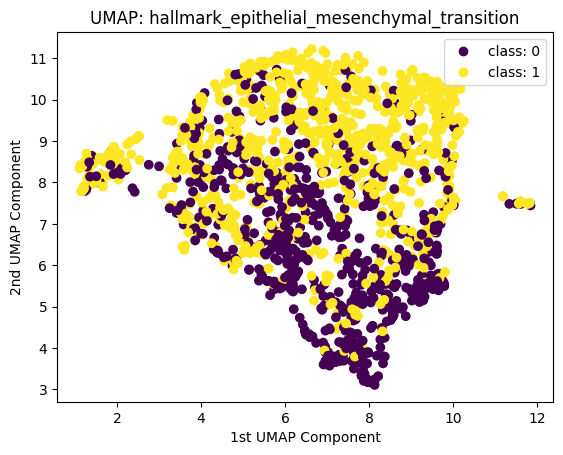 UMAP: hallmark_epithelial_mesenchymal_transition
class: 0
class: 1
11
10
9
8
7
6
5
4
3
2nd UMAP Component
2 4 6 8 10 12
1st UMAP Component